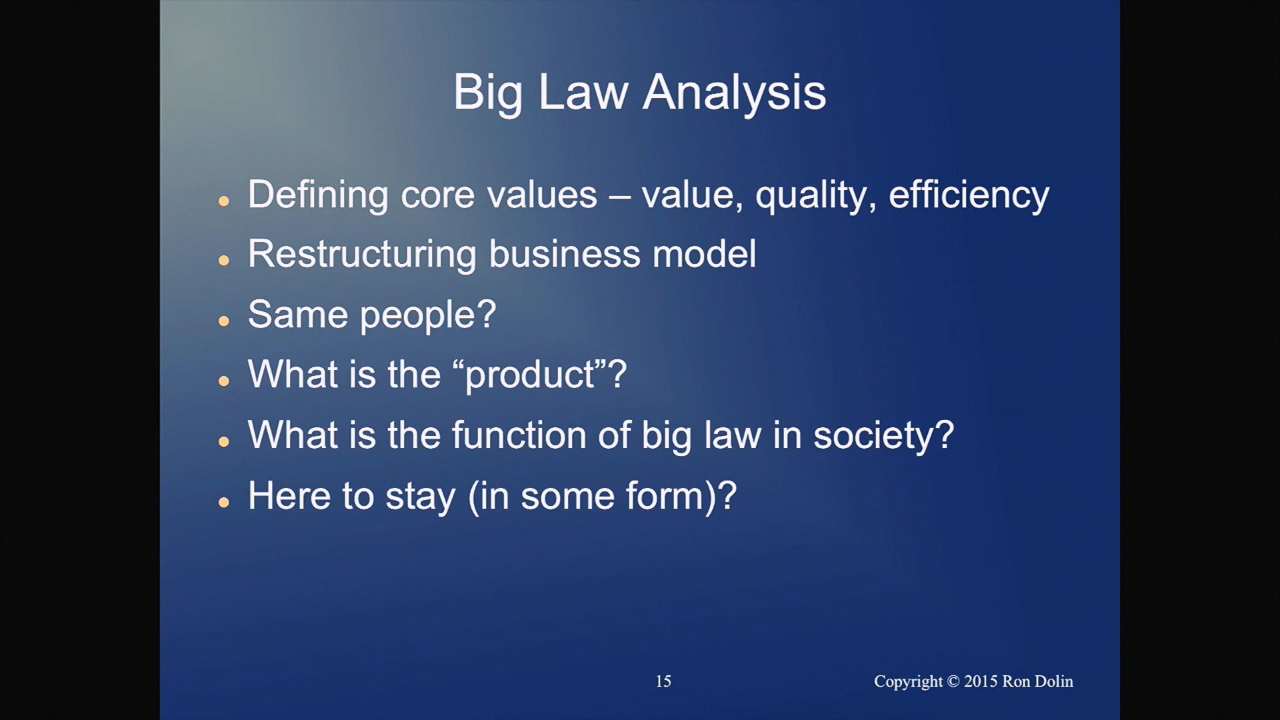 Big Law Analysis
Defining core values – value, quality, efficiency
Restructuring business model
Same people?
What is the “product”?
What is the function of big law in society?
Here to stay (in some form)?
15
Copyright © 2015 Ron Dolin